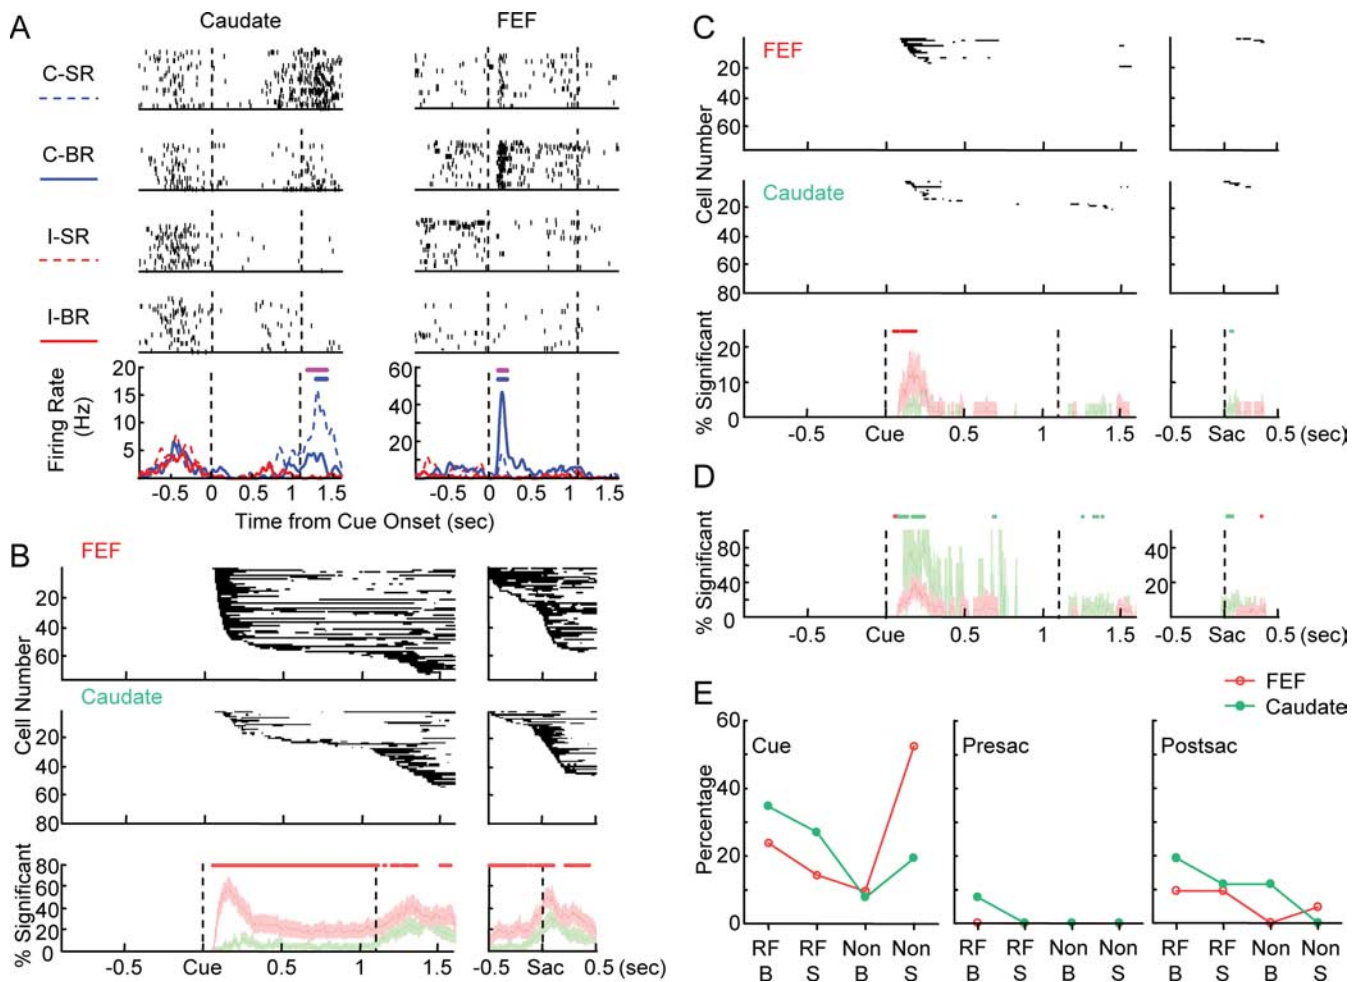 A
Caudate
FEF
C-SR
C-BR
I-SR
I-BR
Firing Rate
(Hz)
20
15
10
5
-0.5
0
0.5
1
1.5
60
40
20
-0.5
0
0.5
1
1.5
Time from Cue Onset (sec)
B
FEF
Cell Number
20
40
60
Caudate
20
40
60
80
% Significant
80
60
40
20
0
-0.5
Cue
0.5
1
1.5
-0.5
Sac
0.5
(sec)
C
FEF
Cell Number
20
40
60
Caudate
20
40
60
80
% Significant
20
10
0
-0.5
Cue
0.5
1
1.5
-0.5
Sac
0.5
(sec)
D
% Significant
80
40
0
40
20
-0.5
Cue
0.5
1
1.5
-0.5
Sac
0.5
(sec)
E
FEF
Caudate
Percentage
60
40
20
0
Cue
Presac
Postsac
RF RF Non Non
B S B S
RF RF Non Non
B S B S
RF RF Non Non
B S B S